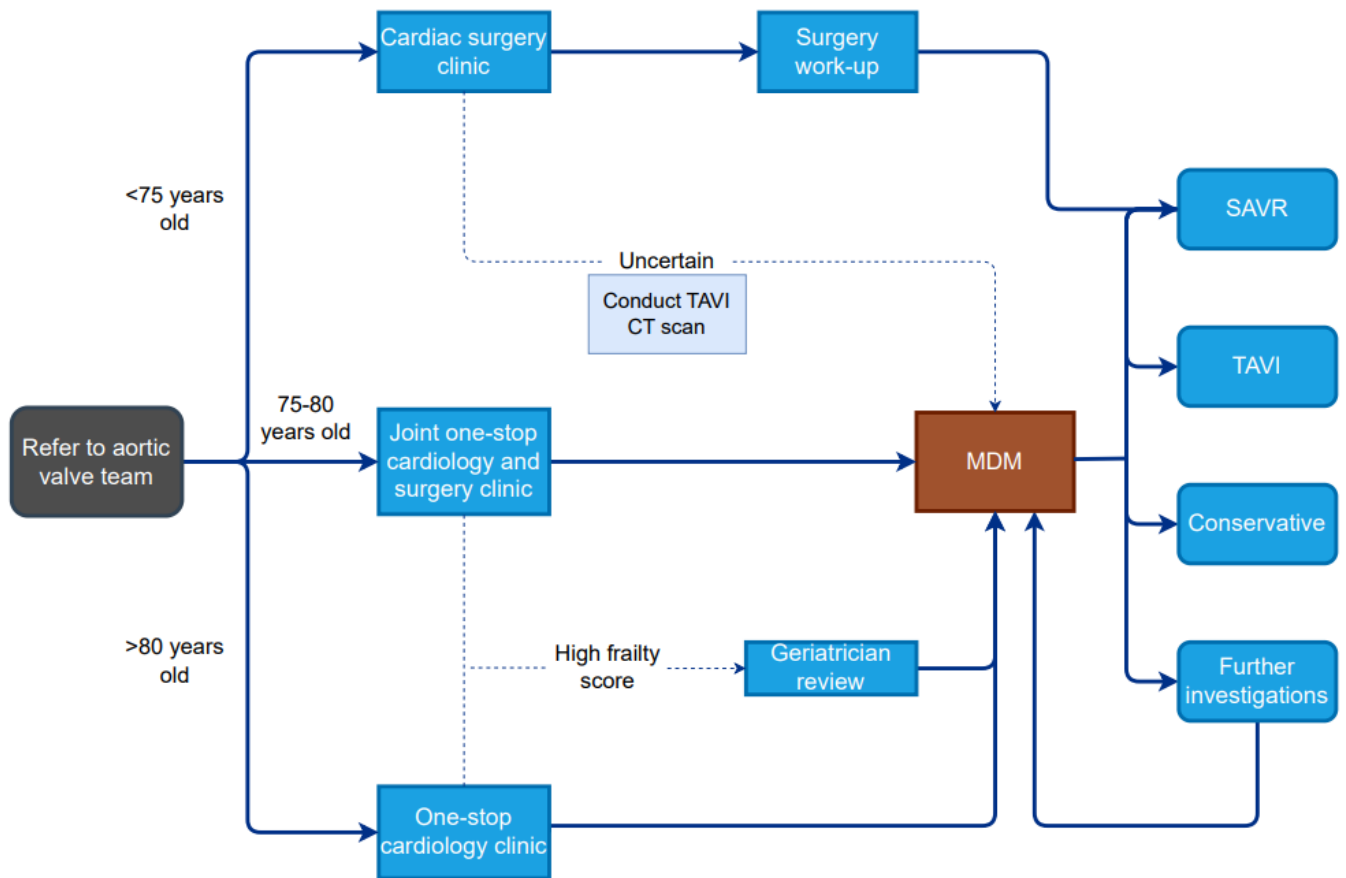 Cardiac surgery
clinic
Surgery
work-up
<75 years
old
SAVR
Uncertain
Conduct TAVI
CT scan
TAVI
75-80
years old
Refer to aortic
valve team
Joint one-stop
cardiology and
surgery clinic
MDM
Conservative
>80 years
old
High frailty
score
Geriatrician
review
Further
investigations
One-stop
cardiology clinic